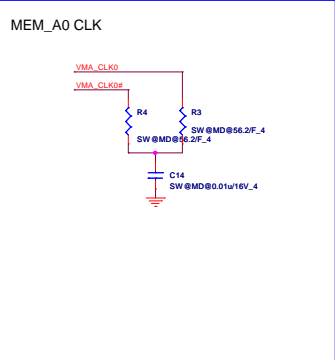 MEM_A0 CLK
VMA_CLK0
VMA_CLK0#
R4
R3
SW@MD@56.2/F_4
SW@MD@56.2/F_4
C14
SW@MD@0.01u/16V_4